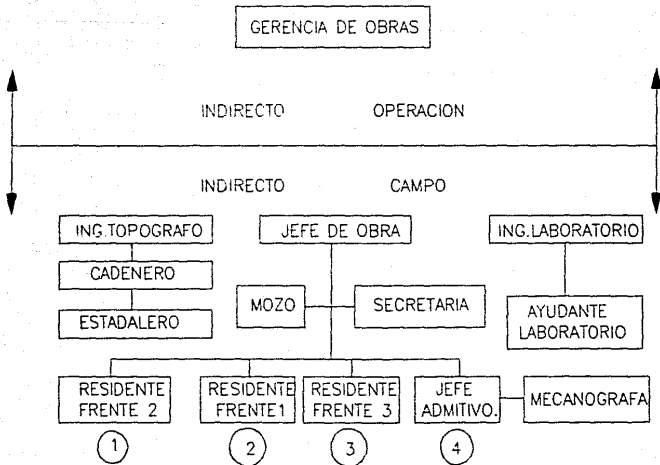 GERENCIA DE OBRAS
INDIRECTO OPERACION
INDIRECTO CAMPO
ING.TOPOGRAFO
JEFE DE OBRA
ING.LABORATORIO
CADENERO
MOZO
SECRETARIA
ESTADALERO
AYUDANTE
LABORATORIO
RESIDENTE
FRENTE 2
RESIDENTE
FRENTE1
RESIDENTE
FRENTE 3
JEFE
ADMITIVO.
MECANOGRAFA
1
2
3
4